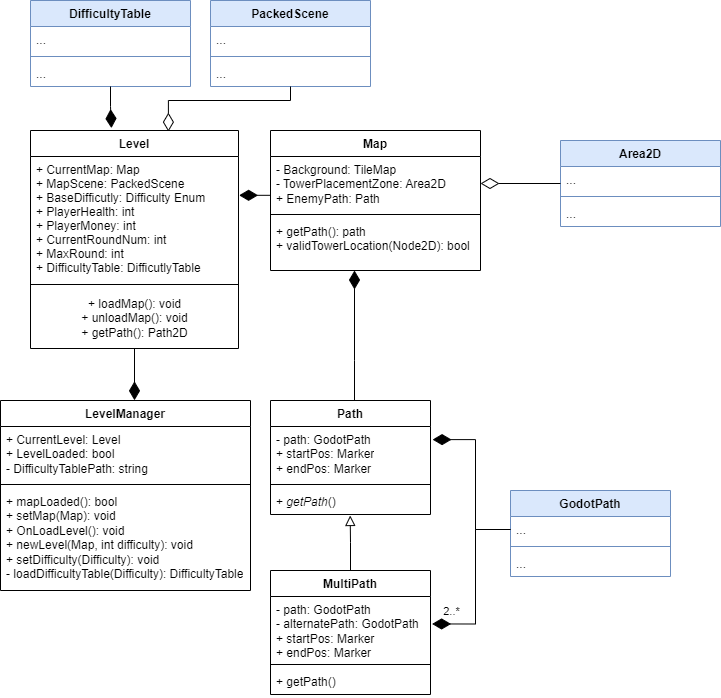 DifficultyTable
...
...
PackedScene
...
...
Level
+ CurrentMap: Map
+ MapScene: PackedScene
+ BaseDifficutly: Difficulty Enum
+ PlayerHealth: int
+ PlayerMoney: int
+ CurrentRoundNum: int
+ MaxRound: int
+ DifficultyTable: DifficutlyTable
+ loadMap(): void
+ unloadMap(): void
+ getPath(): Path2D
Map
- Background: TileMap
- TowerPlacementZone: Area2D
+ EnemyPath: Path
+ getPath(): path
+ validTowerLocation(Node2D): bool
Area2D
...
...
LevelManager
+ CurrentLevel: Level
+ LevelLoaded: bool
- DifficultyTablePath: string
+ mapLoaded(): bool
+ setMap(Map): void
+ OnLoadLevel(): void
+ newLevel(Map, int difficulty): void
+ setDifficulty(Difficulty): void
- loadDifficultyTable(Difficulty): DifficultyTable
Path
- path: GodotPath
+ startPos: Marker
+ endPos: Marker
+ getPath()
GodotPath
...
...
MultiPath
- path: GodotPath
- alternatePath: GodotPath
+ startPos: Marker
+ endPos: Marker
+ getPath()
2..*